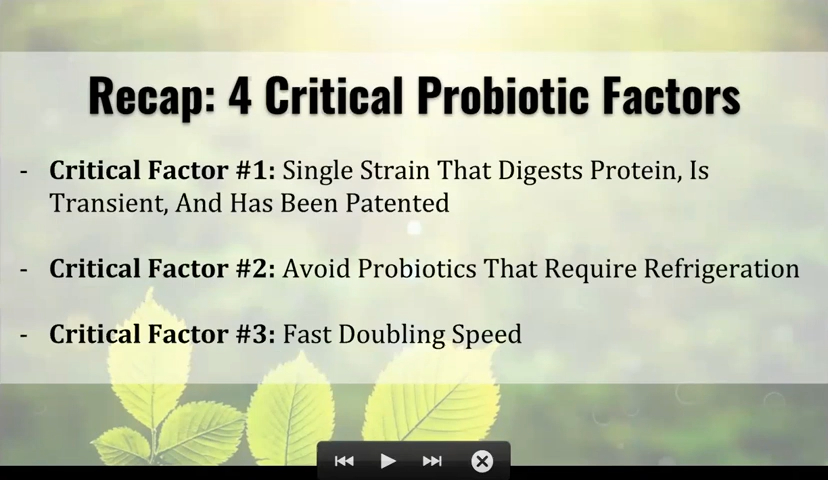 Recap: 4 Critical Probiotic Factors
- Critical Factor #1: Single Strain That Digests Protein, Is
Transient, And Has Been Patented
- Critical Factor #2: Avoid Probiotics That Require Refrigeration
- Critical Factor #3: Fast Doubling Speed